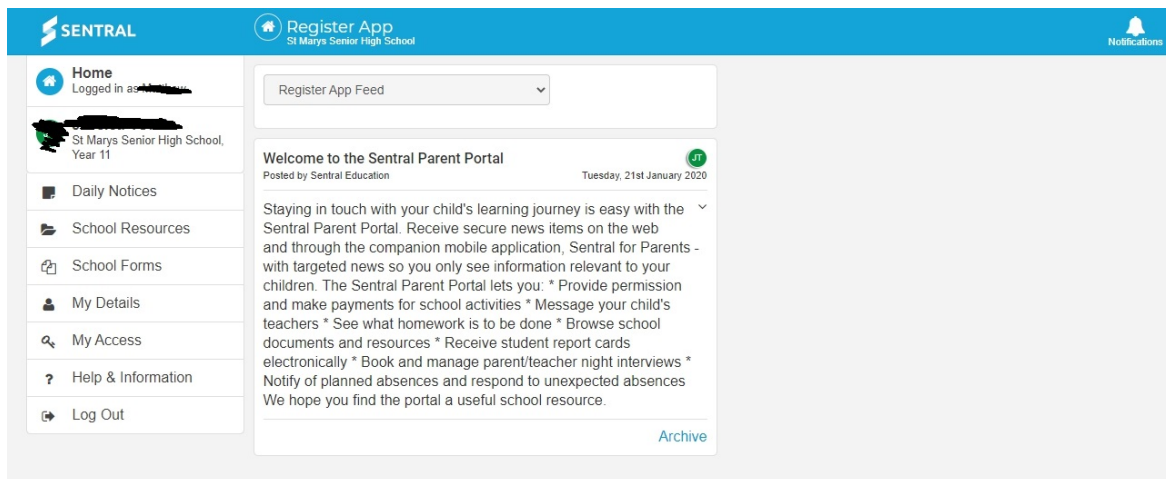 SENTRAL
Register App
St Marys Senior High School
Notifications
Home
Logged in as
St Marys Senior High School,
Year 11
Daily Notices
School Resources
School Forms
My Details
My Access
Help & Information
Log Out
Register App Feed
Welcome to the Sentral Parent Portal
JT
Posted by Sentral Education
Tuesday, 21st January 2020
Staying in touch with your child's learning journey is easy with the
Sentral Parent Portal. Receive secure news items on the web
and through the companion mobile application, Sentral for Parents -
with targeted news so you only see information relevant to your
children. The Sentral Parent Portal lets you: * Provide permission
and make payments for school activities * Message your child's
teachers * See what homework is to be done * Browse school
documents and resources * Receive student report cards
electronically * Book and manage parent/teacher night interviews *
Notify of planned absences and respond to unexpected absences
We hope you find the portal a useful school resource.
Archive